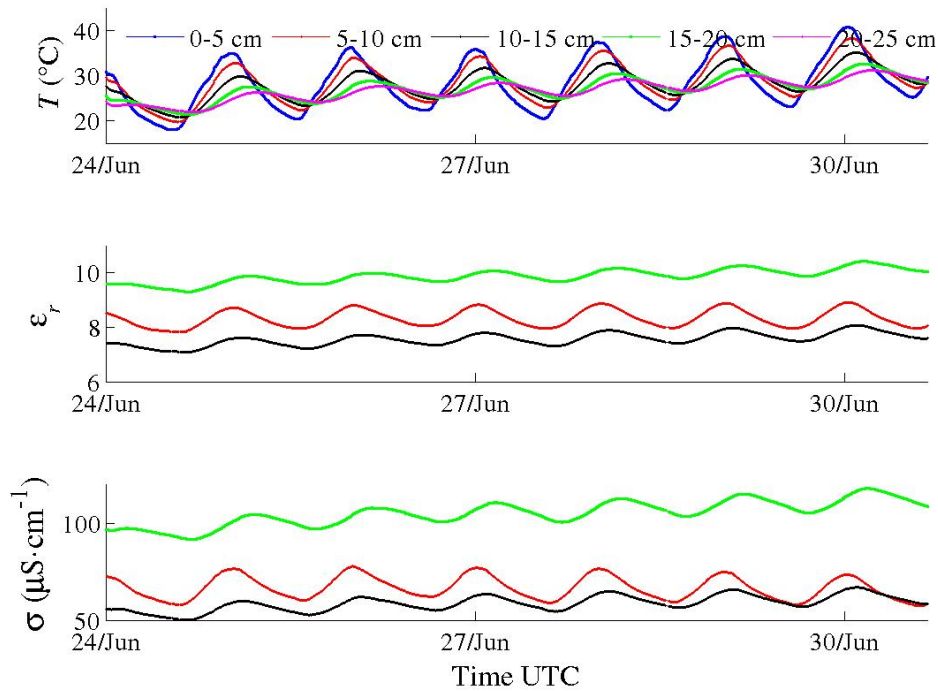 40
0-5 cm 5-10 cm 10-15 cm 15-20 cm 20-25 cm
T (°C)
30
20
24/Jun 27/Jun 30/Jun
10
εr
8
6
24/Jun 27/Jun 30/Jun
σ (µS·cm⁻¹)
100
50
24/Jun 27/Jun 30/Jun
Time UTC